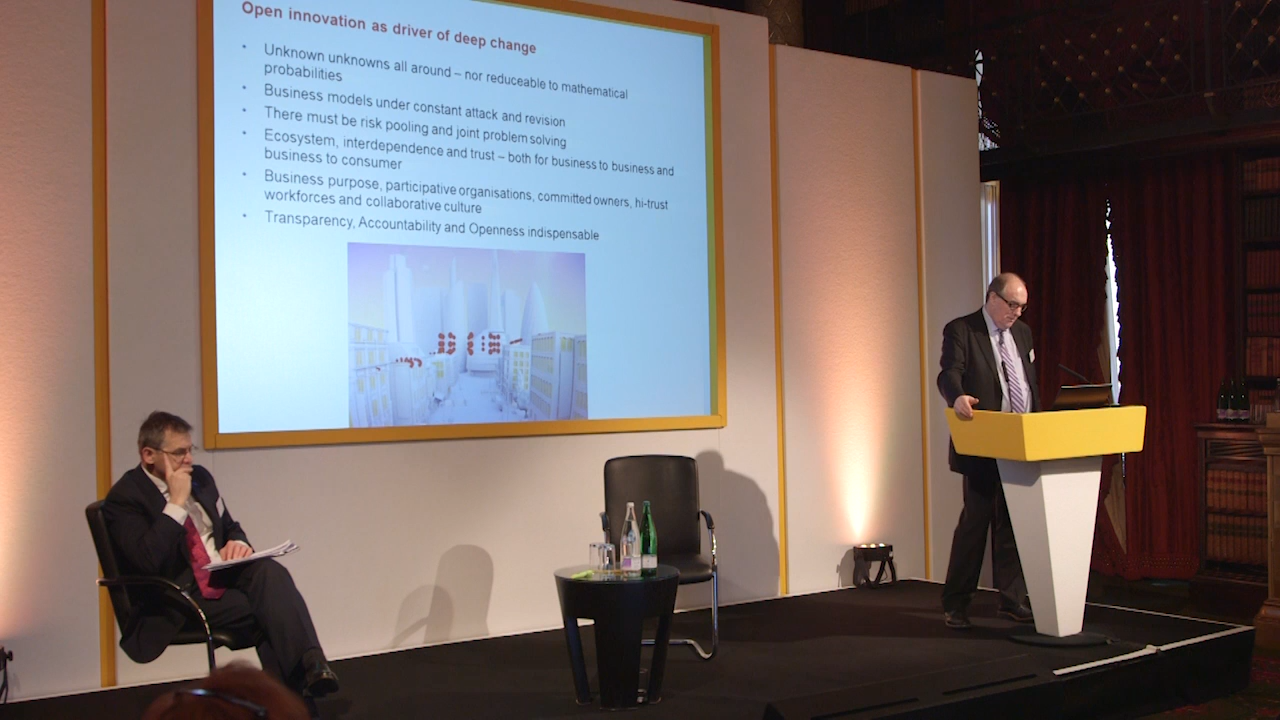 Open innovation as driver of deep change
• Unknown unknowns all around – nor reduceable to mathematical
probabilities
• Business models under constant attack and revision
• There must be risk pooling and joint problem solving
• Ecosystem, interdependence and trust – both for business to business and
business to consumer
• Business purpose, participative organisations, committed owners, hi-trust
workforces and collaborative culture
• Transparency, Accountability and Openness indispensable